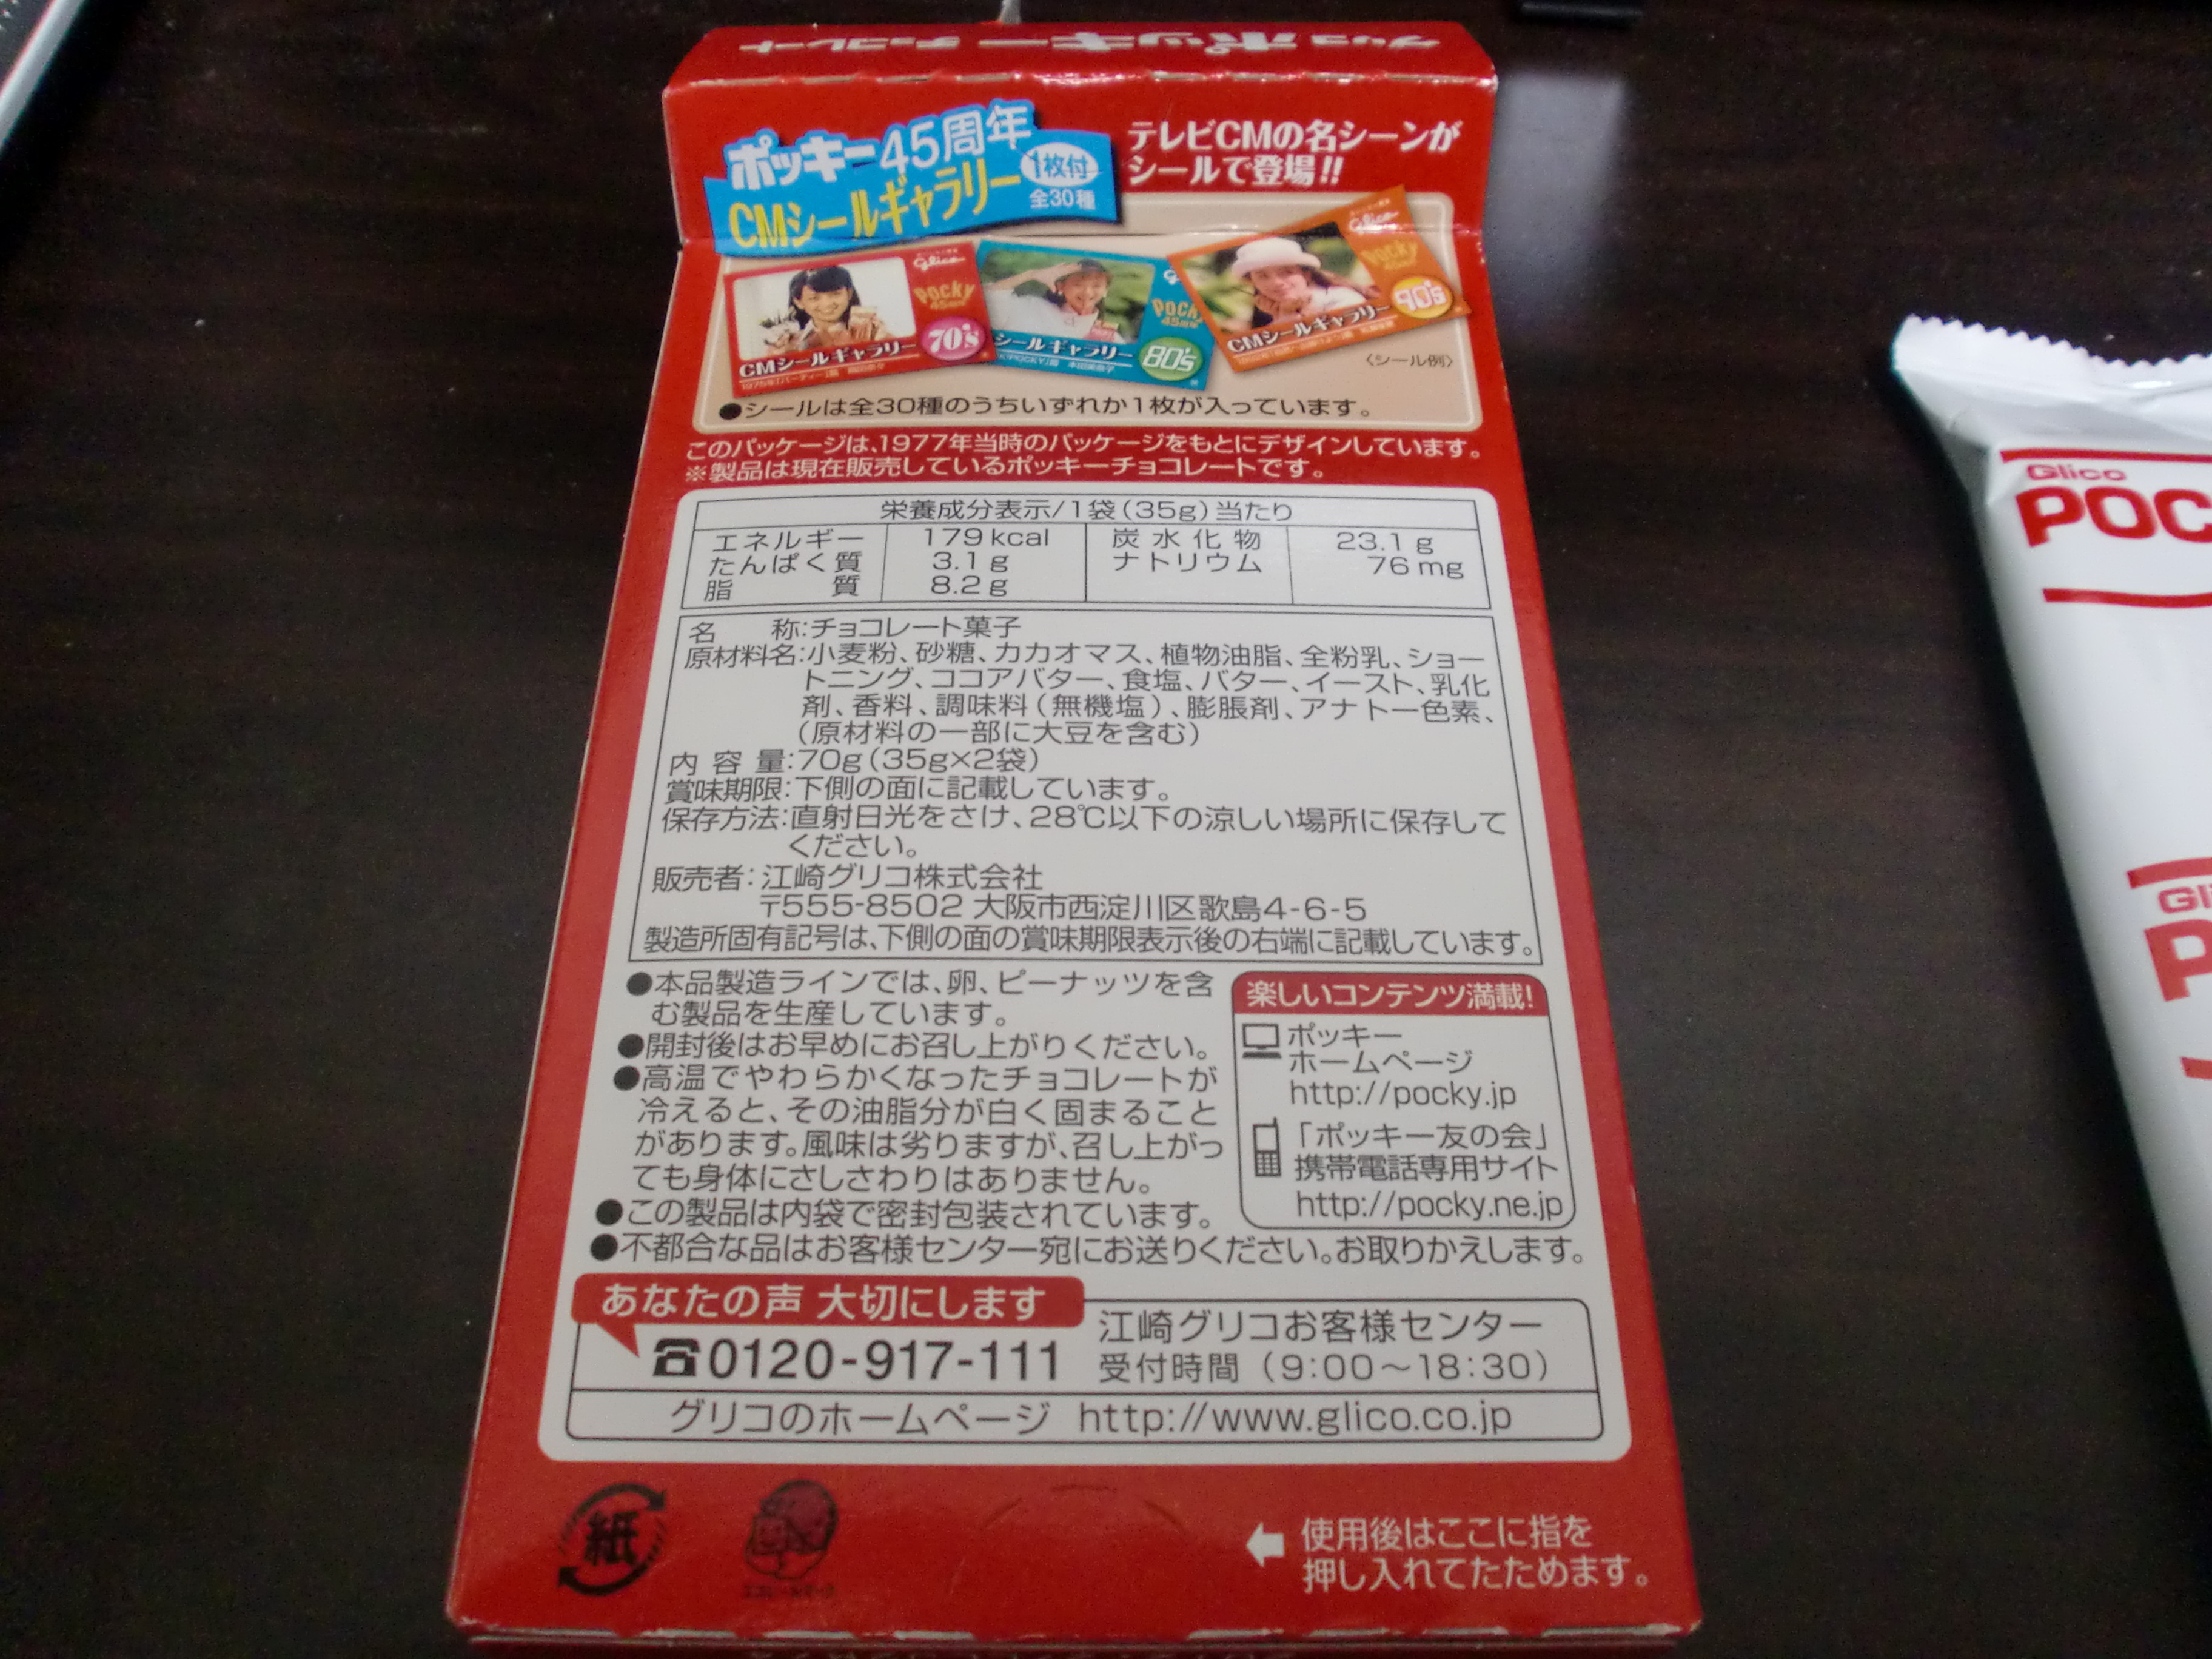 グリコ ポッキー チョコレート
ポッキー45周年
CMシールギャラリー
1枚付
全30種
テレビCMの名シーンが
シールで登場!!
Glico
POCKY
45周年
70's
CMシールギャラリー
POCKY
45周年
80's
シールギャラリー
Glico
POCKY
90's
CMシールギャラリー
〈シール例〉
●シールは全30種のうちいずれか1枚が入っています。
このパッケージは、1977年当時のパッケージをもとにデザインしています。
※製品は現在販売しているポッキーチョコレートです。
栄養成分表示/1袋(35g)当たり
エネルギー 179kcal 炭水化物 23.1g
たんぱく質 3.1g ナトリウム 76mg
脂質 8.2g
名称:チョコレート菓子
原材料名:小麦粉、砂糖、カカオマス、植物油脂、全粉乳、ショー
トニング、ココアバター、食塩、バター、イースト、乳化
剤、香料、調味料(無機塩)、膨脹剤、アナトー色素、
(原材料の一部に大豆を含む)
内容量:70g(35g×2袋)
賞味期限:下側の面に記載しています。
保存方法:直射日光をさけ、28℃以下の涼しい場所に保存して
ください。
販売者:江崎グリコ株式会社
〒555-8502 大阪市西淀川区歌島4-6-5
製造所固有記号は、下側の面の賞味期限表示後の右端に記載しています。
●本品製造ラインでは、卵、ピーナッツを含
む製品を生産しています。
●開封後はお早めにお召し上がりください。
●高温でやわらかくなったチョコレートが
冷えると、その油脂分が白く固まること
があります。風味は劣りますが、召し上がっ
ても身体にさしさわりはありません。
●この製品は内袋で密封包装されています。
●不都合な品はお客様センター宛にお送りください。お取りかえします。
楽しいコンテンツ満載!
ポッキー
ホームページ
http://pocky.jp
「ポッキー友の会」
携帯電話専用サイト
http://pocky.ne.jp
あなたの声 大切にします
☎0120-917-111
江崎グリコお客様センター
受付時間(9:00〜18:30)
グリコのホームページ http://www.glico.co.jp
紙
使用後はここに指を
押し入れてたためます。
Glico
POC
Gl
P